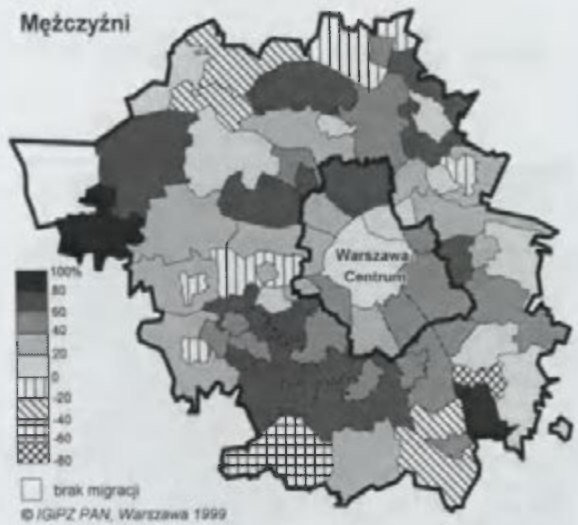 Mężczyźni
Warszawa
Centrum
100%
80
60
40
20
0
-20
-40
-60
-80
brak migracji
© IGiPZ PAN, Warszawa 1999